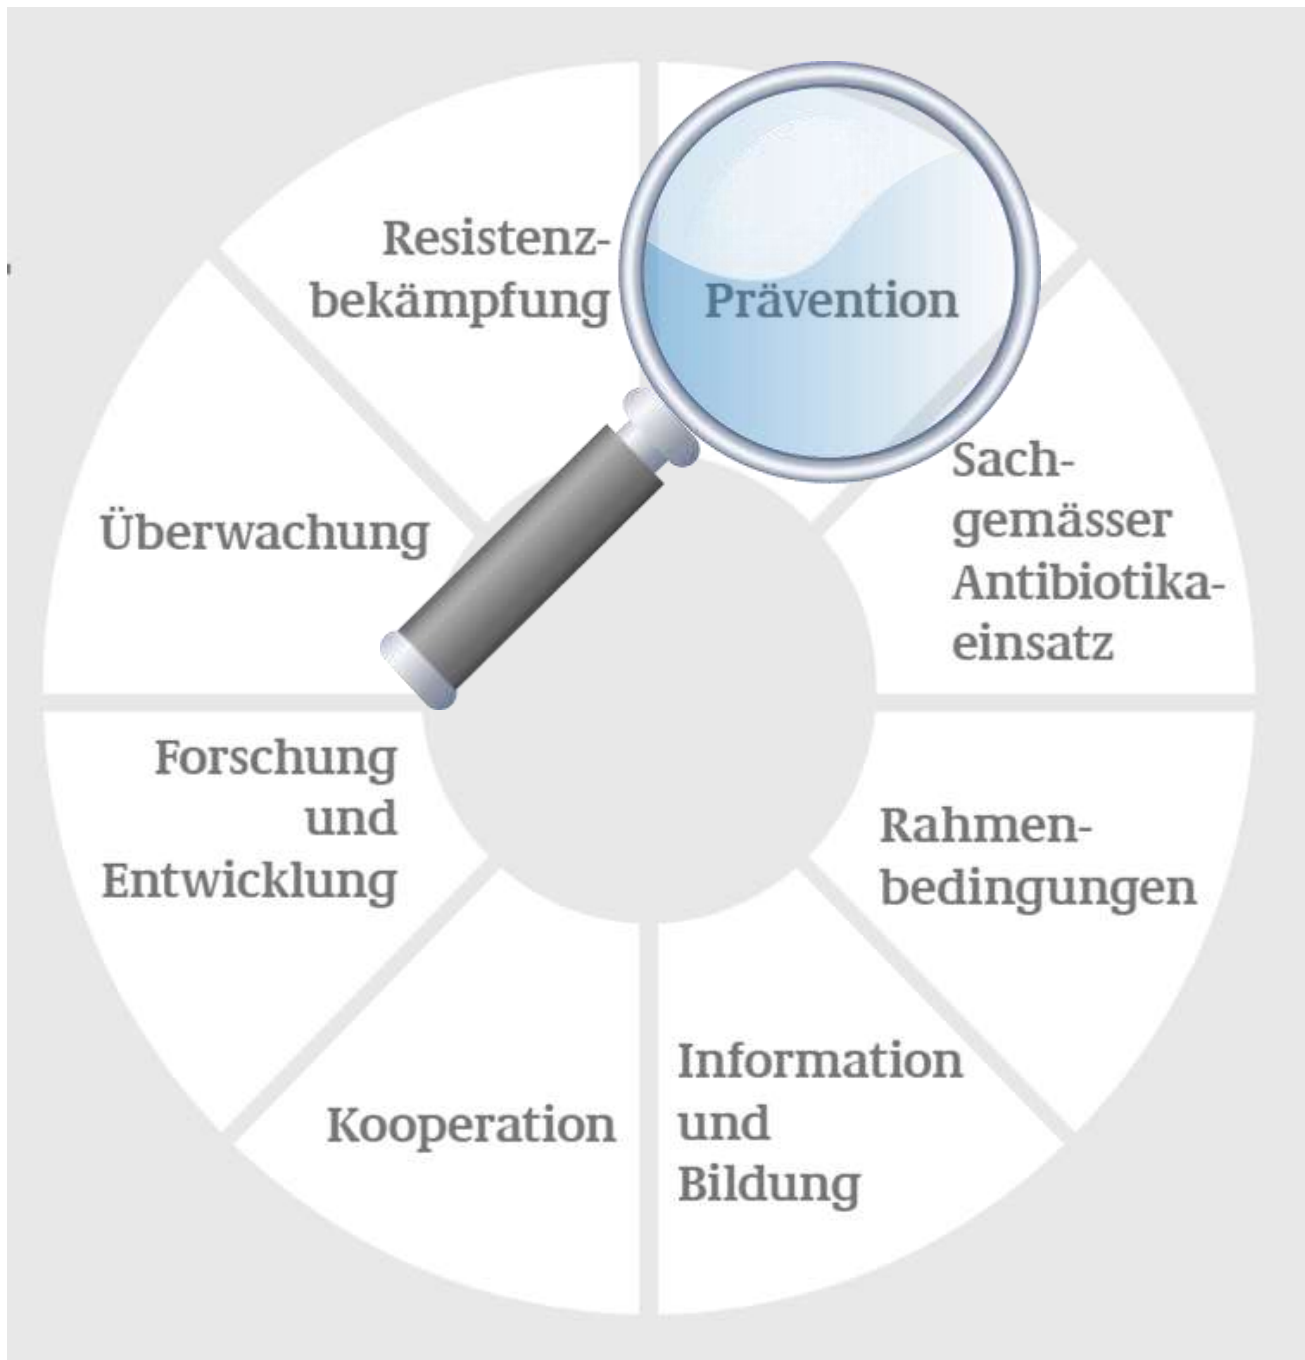 Resistenz-
bekämpfung
Prävention
Sach-
gemässer
Antibiotika-
einsatz
Überwachung
Forschung
und
Entwicklung
Rahmen-
bedingungen
Kooperation
Information
und
Bildung